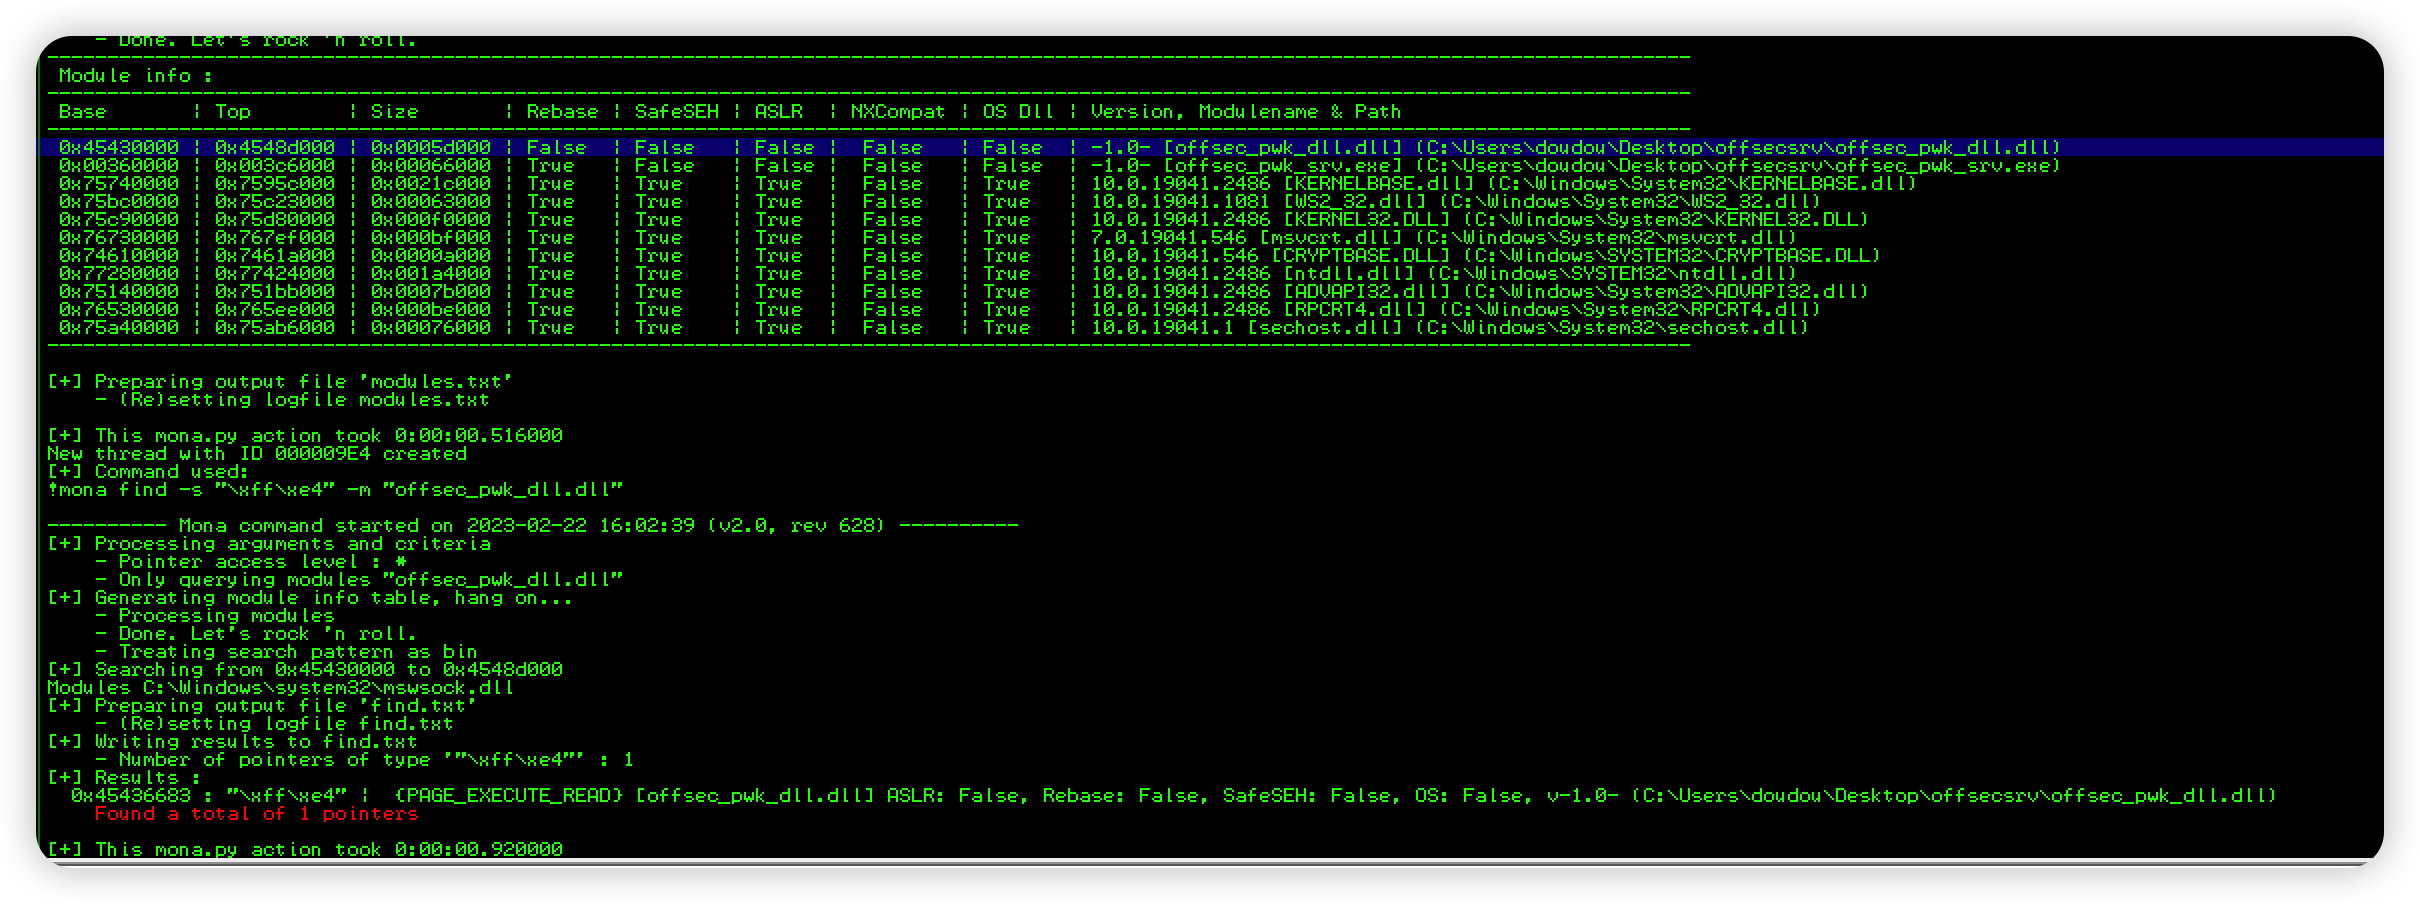 - Done. Let's rock 'n roll.
-----------------------------------------------------------------------------------------------------------------------------------------
Module info :
-----------------------------------------------------------------------------------------------------------------------------------------
Base | Top | Size | Rebase | SafeSEH | ASLR | NXCompat | OS Dll | Version, Modulename & Path
-----------------------------------------------------------------------------------------------------------------------------------------
0x45430000 | 0x4548d000 | 0x0005d000 | False | False | False | False | False | -1.0- [offsec_pwk_dll.dll] (C:\Users\doudou\Desktop\offsecsrv\offsec_pwk_dll.dll)
0x00360000 | 0x003c6000 | 0x00066000 | True | False | False | False | False | -1.0- [offsec_pwk_srv.exe] (C:\Users\doudou\Desktop\offsecsrv\offsec_pwk_srv.exe)
0x75740000 | 0x7595c000 | 0x0021c000 | True | True | True | False | True | 10.0.19041.2486 [KERNELBASE.dll] (C:\Windows\System32\KERNELBASE.dll)
0x75bc0000 | 0x75c23000 | 0x00063000 | True | True | True | False | True | 10.0.19041.1081 [WS2_32.dll] (C:\Windows\System32\WS2_32.dll)
0x75c90000 | 0x75d80000 | 0x000f0000 | True | True | True | False | True | 10.0.19041.2486 [KERNEL32.DLL] (C:\Windows\System32\KERNEL32.DLL)
0x76730000 | 0x767ef000 | 0x000bf000 | True | True | True | False | True | 7.0.19041.546 [msvcrt.dll] (C:\Windows\System32\msvcrt.dll)
0x74610000 | 0x7461a000 | 0x0000a000 | True | True | True | False | True | 10.0.19041.546 [CRYPTBASE.DLL] (C:\Windows\SYSTEM32\CRYPTBASE.DLL)
0x77280000 | 0x77424000 | 0x001a4000 | True | True | True | False | True | 10.0.19041.2486 [ntdll.dll] (C:\Windows\SYSTEM32\ntdll.dll)
0x75140000 | 0x751bb000 | 0x0007b000 | True | True | True | False | True | 10.0.19041.2486 [ADVAPI32.dll] (C:\Windows\System32\ADVAPI32.dll)
0x76530000 | 0x765ee000 | 0x000be000 | True | True | True | False | True | 10.0.19041.2486 [RPCRT4.dll] (C:\Windows\System32\RPCRT4.dll)
0x75a40000 | 0x75ab6000 | 0x00076000 | True | True | True | False | True | 10.0.19041.1 [sechost.dll] (C:\Windows\System32\sechost.dll)
-----------------------------------------------------------------------------------------------------------------------------------------
[+] Preparing output file 'modules.txt'
- (Re)setting logfile modules.txt
[+] This mona.py action took 0:00:00.516000
New thread with ID 000009E4 created
[+] Command used:
!mona find -s "\xff\xe4" -m "offsec_pwk_dll.dll"
---------- Mona command started on 2023-02-22 16:02:39 (v2.0, rev 628) ----------
[+] Processing arguments and criteria
- Pointer access level : *
- Only querying modules "offsec_pwk_dll.dll"
[+] Generating module info table, hang on...
- Processing modules
- Done. Let's rock 'n roll.
- Treating search pattern as bin
[+] Searching from 0x45430000 to 0x4548d000
Modules C:\Windows\system32\mswsock.dll
[+] Preparing output file 'find.txt'
- (Re)setting logfile find.txt
[+] Writing results to find.txt
- Number of pointers of type '"\xff\xe4"' : 1
[+] Results :
0x45436683 : "\xff\xe4" | {PAGE_EXECUTE_READ} [offsec_pwk_dll.dll] ASLR: False, Rebase: False, SafeSEH: False, OS: False, v-1.0- (C:\Users\doudou\Desktop\offsecsrv\offsec_pwk_dll.dll)
Found a total of 1 pointers
[+] This mona.py action took 0:00:00.920000